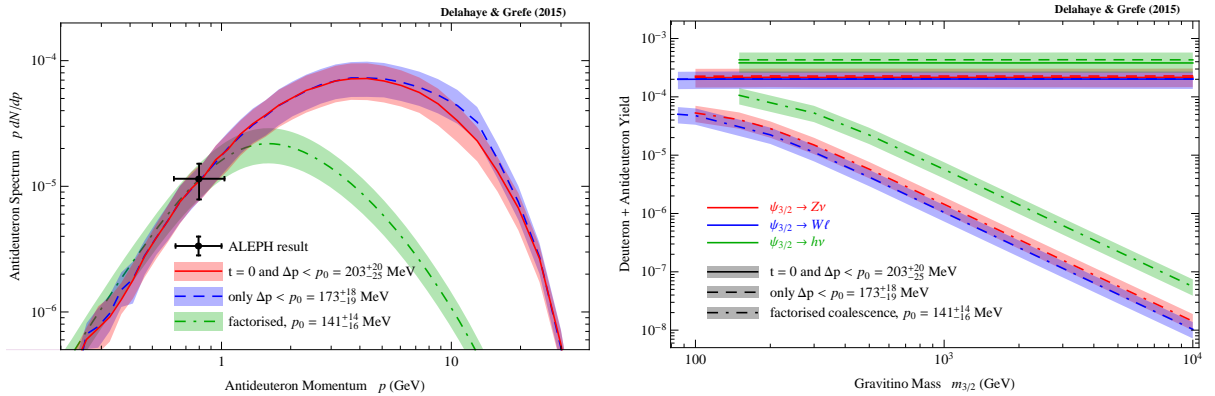 Delahaye & Grefe (2015)
Antideuteron Spectrum p dN/dp
10⁻⁴
10⁻⁵
10⁻⁶
ALEPH result
t = 0 and Δp < p₀ = 203⁺²⁰₋₂₅ MeV
only Δp < p₀ = 173⁺¹⁸₋₁₉ MeV
factorised, p₀ = 141⁺¹⁴₋₁₆ MeV
1 10
Antideuteron Momentum p (GeV)
Delahaye & Grefe (2015)
Deutteron + Antideuteron Yield
10⁻³
10⁻⁴
10⁻⁵
10⁻⁶
10⁻⁷
10⁻⁸
ψ₃/₂ → Zν
ψ₃/₂ → Wℓ
ψ₃/₂ → hν
t = 0 and Δp < p₀ = 203⁺²⁰₋₂₅ MeV
only Δp < p₀ = 173⁺¹⁸₋₁₉ MeV
factorised coalescence, p₀ = 141⁺¹⁴₋₁₆ MeV
100 10³ 10⁴
Gravitino Mass m₃/₂ (GeV)